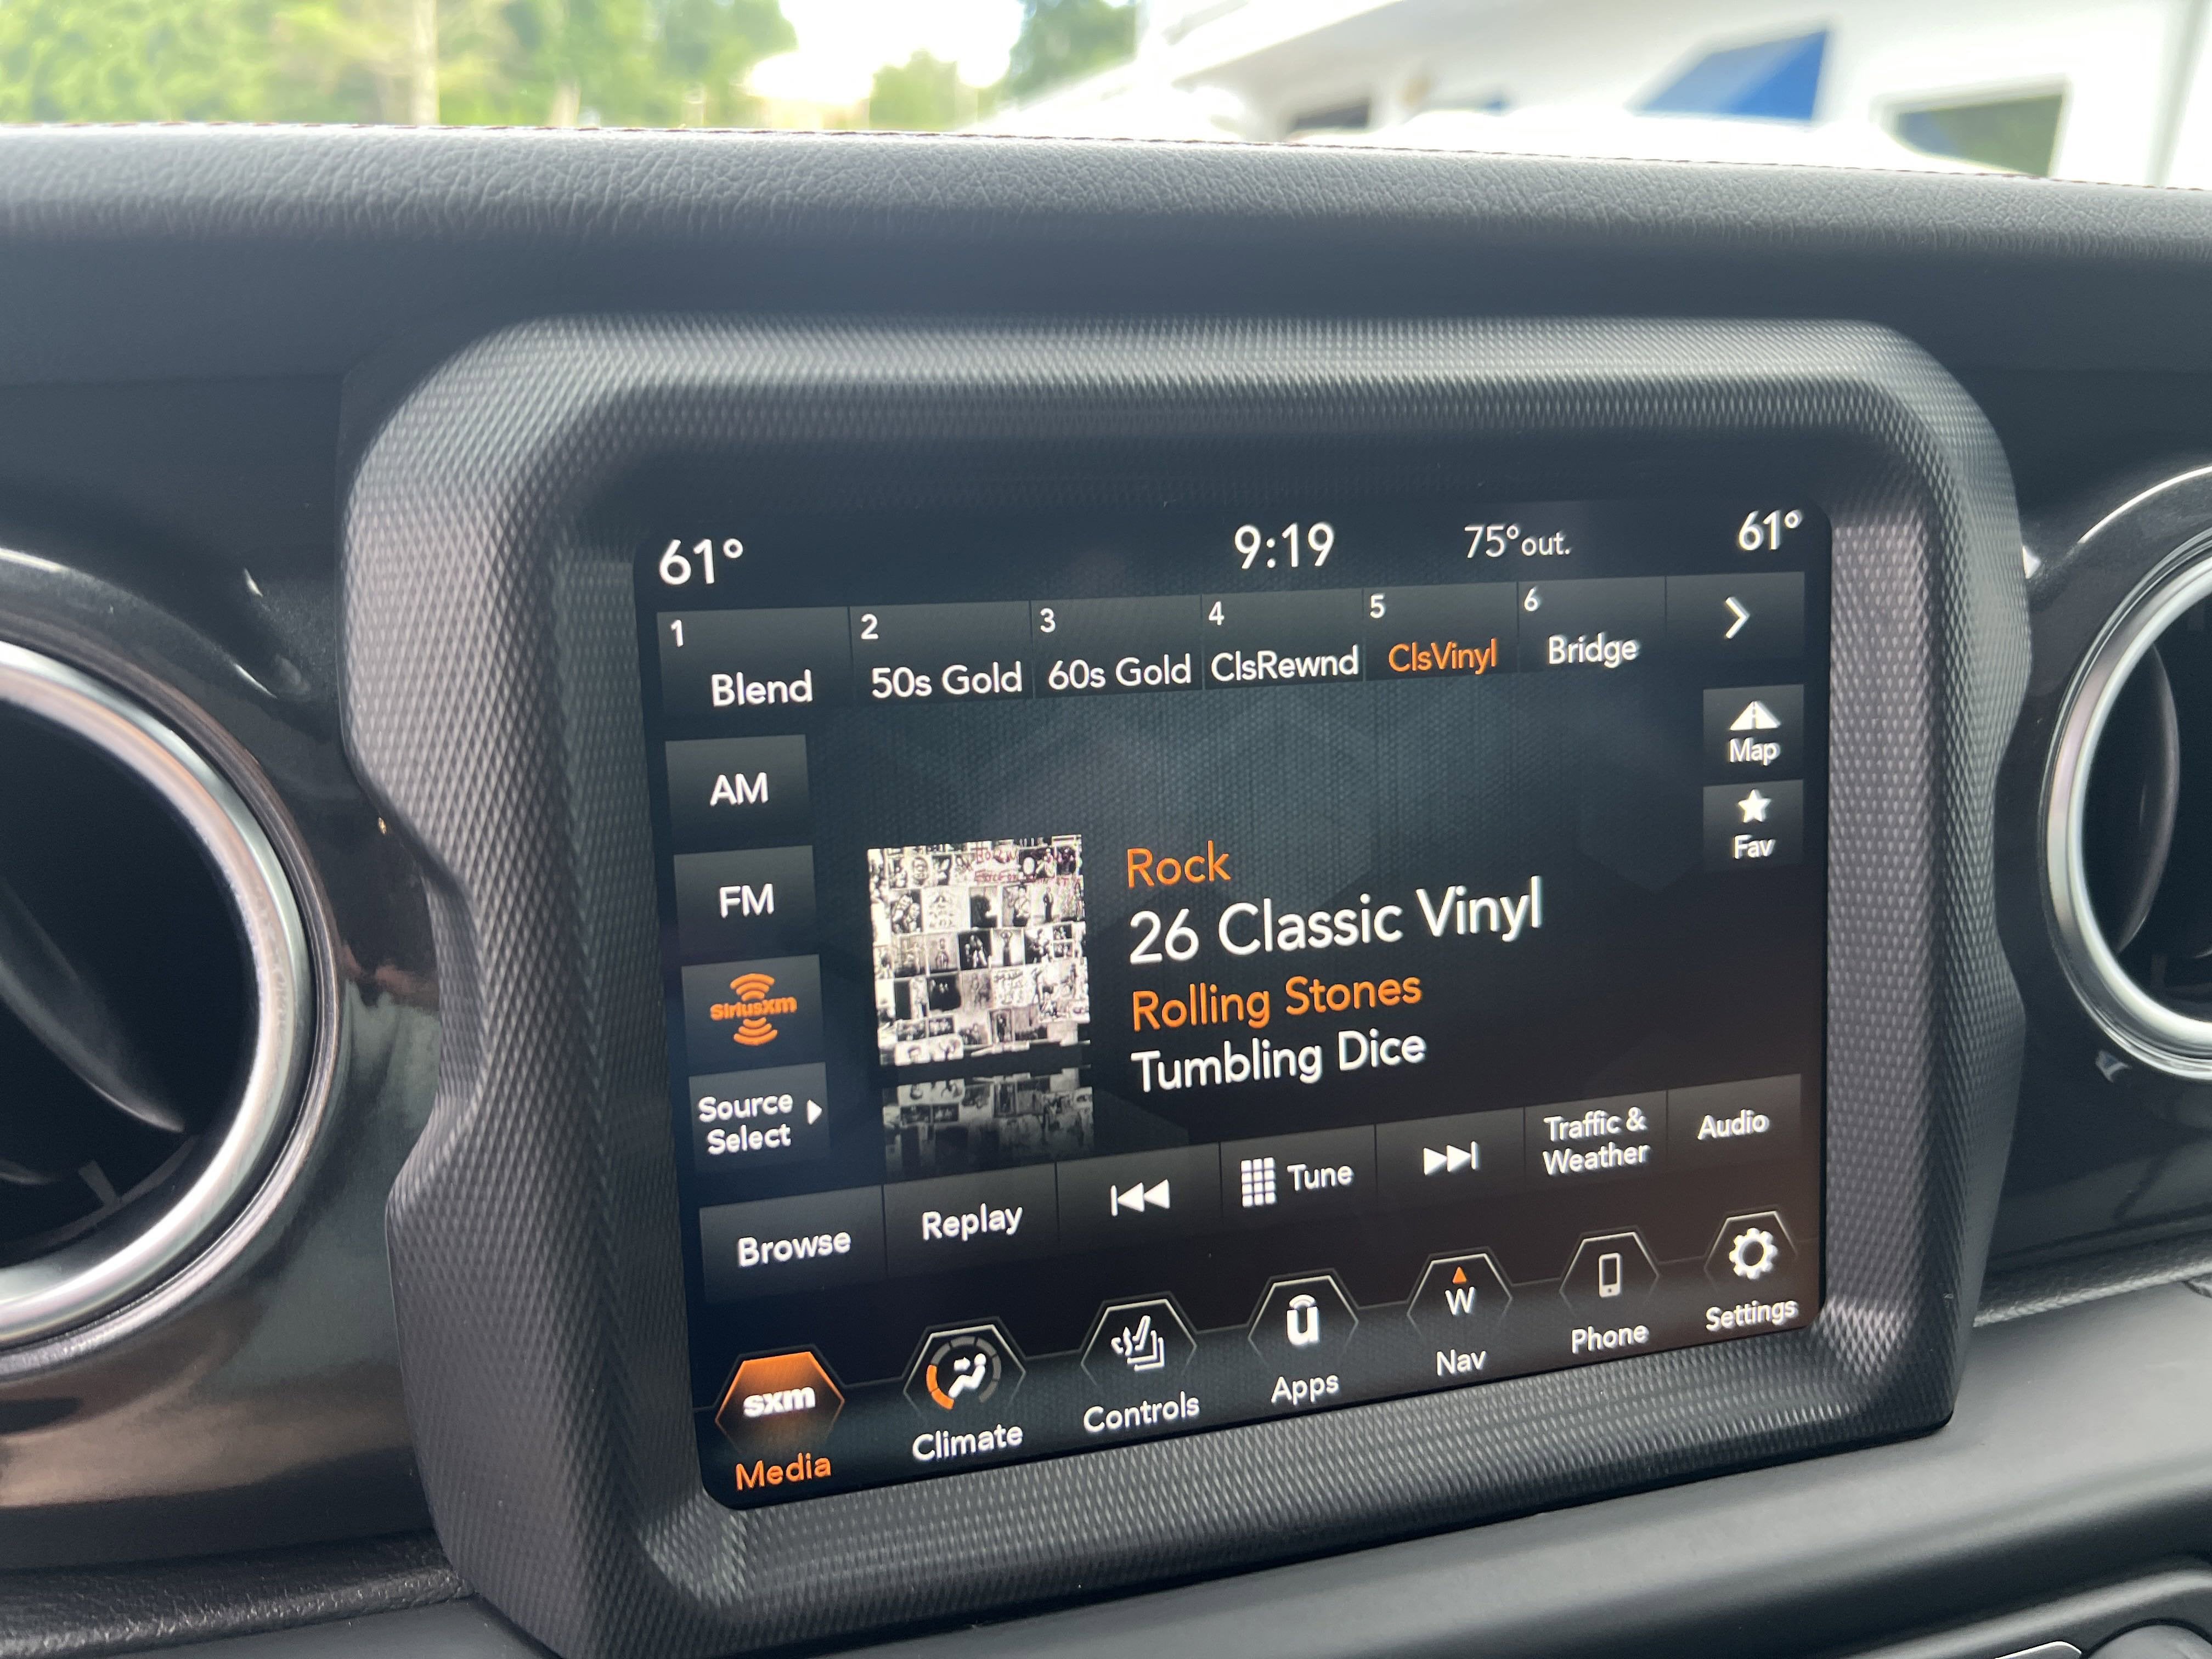 61° 9:19 75°out. 61°
1 2 3 4 5 6
Blend 50s Gold 60s Gold ClsRewnd ClsVinyl Bridge
Map
AM
Fav
Rock
FM
26 Classic Vinyl
SiriusXm
Rolling Stones
Tumbling Dice
Source
Select
Browse Replay Tune Traffic &
Weather
Audio
sxm
Media
Climate
Controls
u
Apps
W
Nav
Phone
Settings